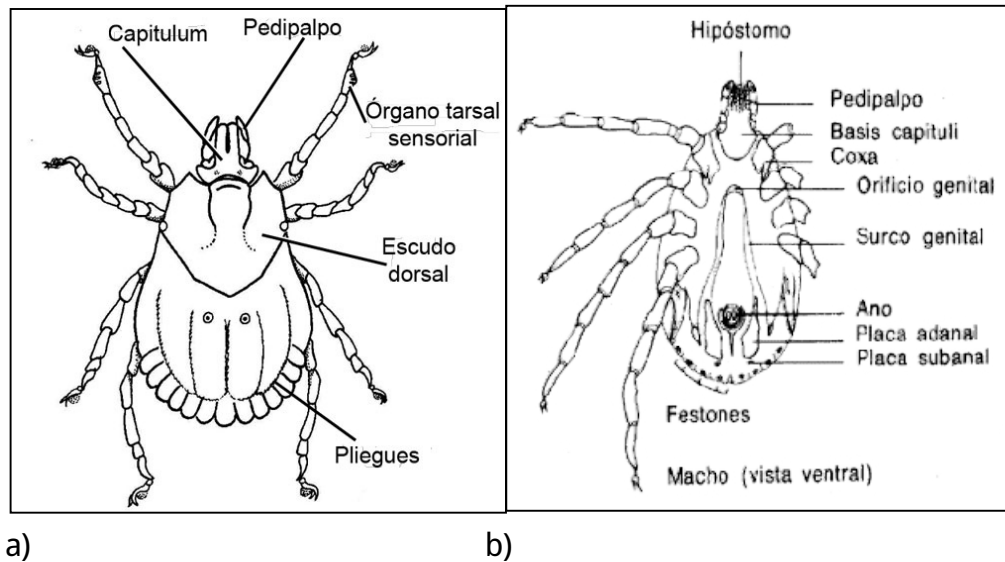 Capitulum
Pedipalpo
Órgano tarsal
sensorial
Escudo
dorsal
Pliegues
a)
Hipóstomo
Pedipalpo
Basis capituli
Coxa
Orificio genital
Surco genital
Ano
Placa adanal
Placa subanal
Festones
Macho (vista ventral)
b)